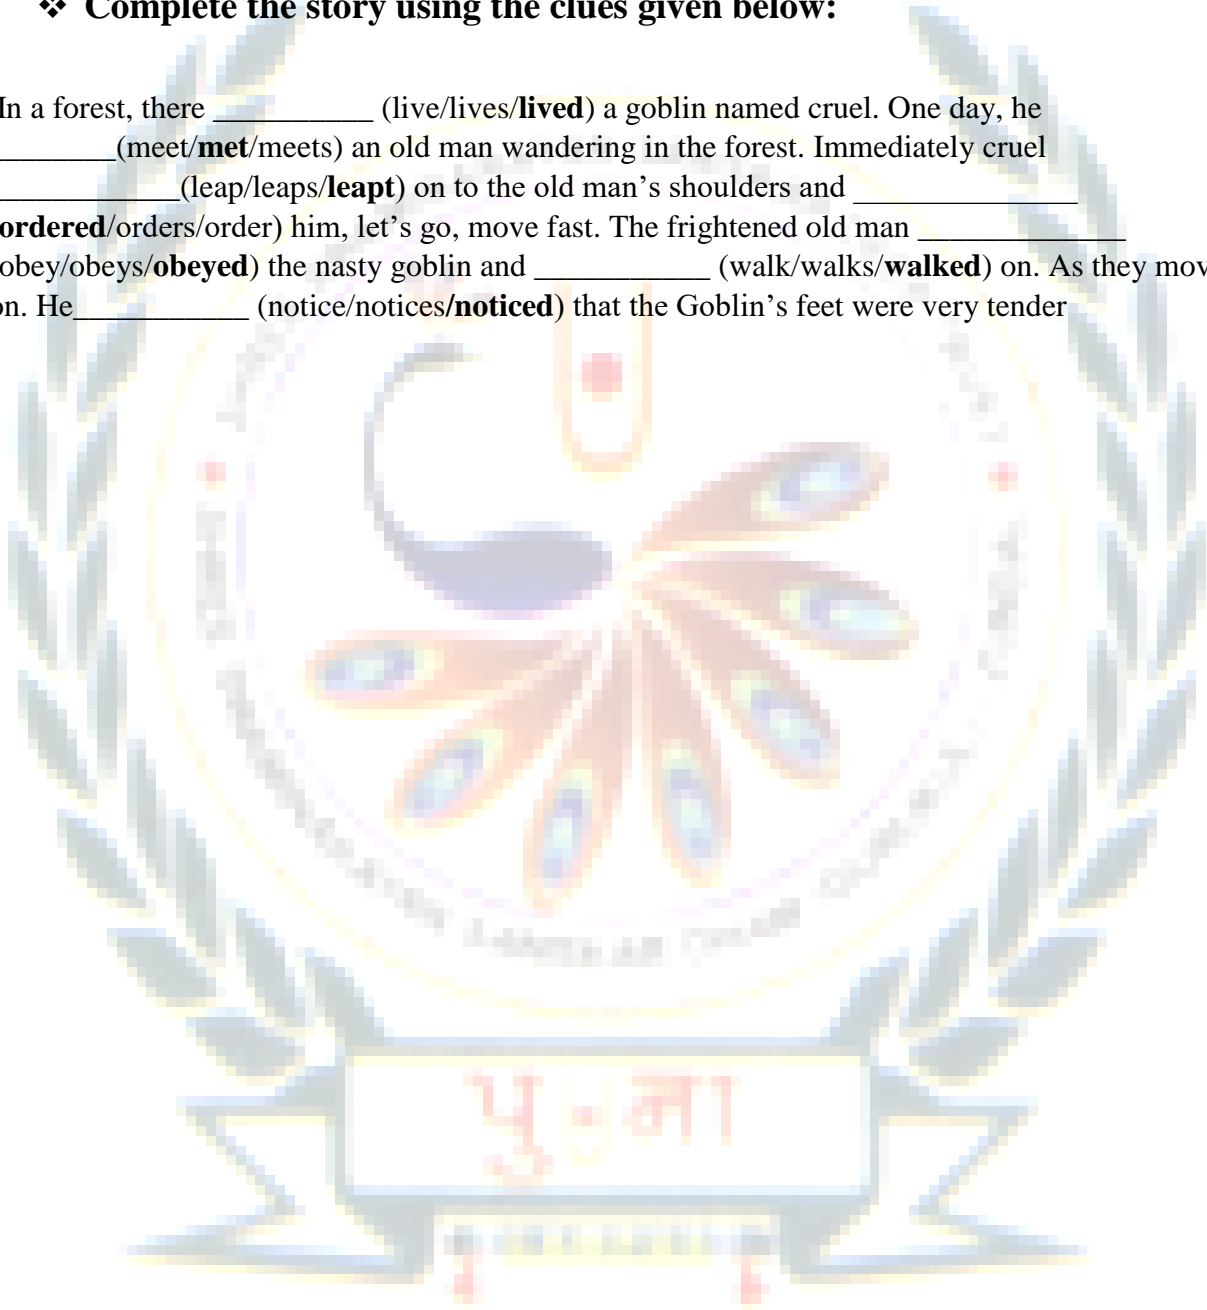 ❖ Complete the story using the clues given below:
In a forest, there __________ (live/lives/lived) a goblin named cruel. One day, he
_______(meet/met/meets) an old man wandering in the forest. Immediately cruel
___________(leap/leaps/leapt) on to the old man’s shoulders and ______________
ordered/orders/order) him, let’s go, move fast. The frightened old man _____________
obey/obeys/obeyed) the nasty goblin and ___________ (walk/walks/walked) on. As they mov
on. He___________ (notice/notices/noticed) that the Goblin’s feet were very tender